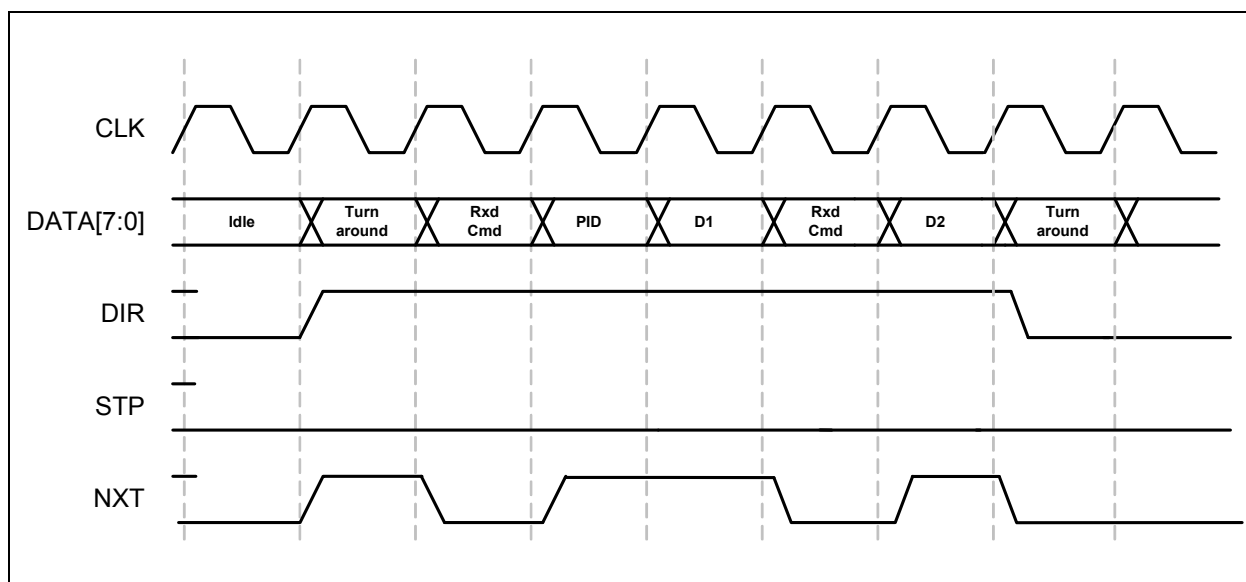 CLK
DATA[7:0]
Idle
Turn
around
Rxd
Cmd
PID
D1
Rxd
Cmd
D2
Turn
around
DIR
STP
NXT